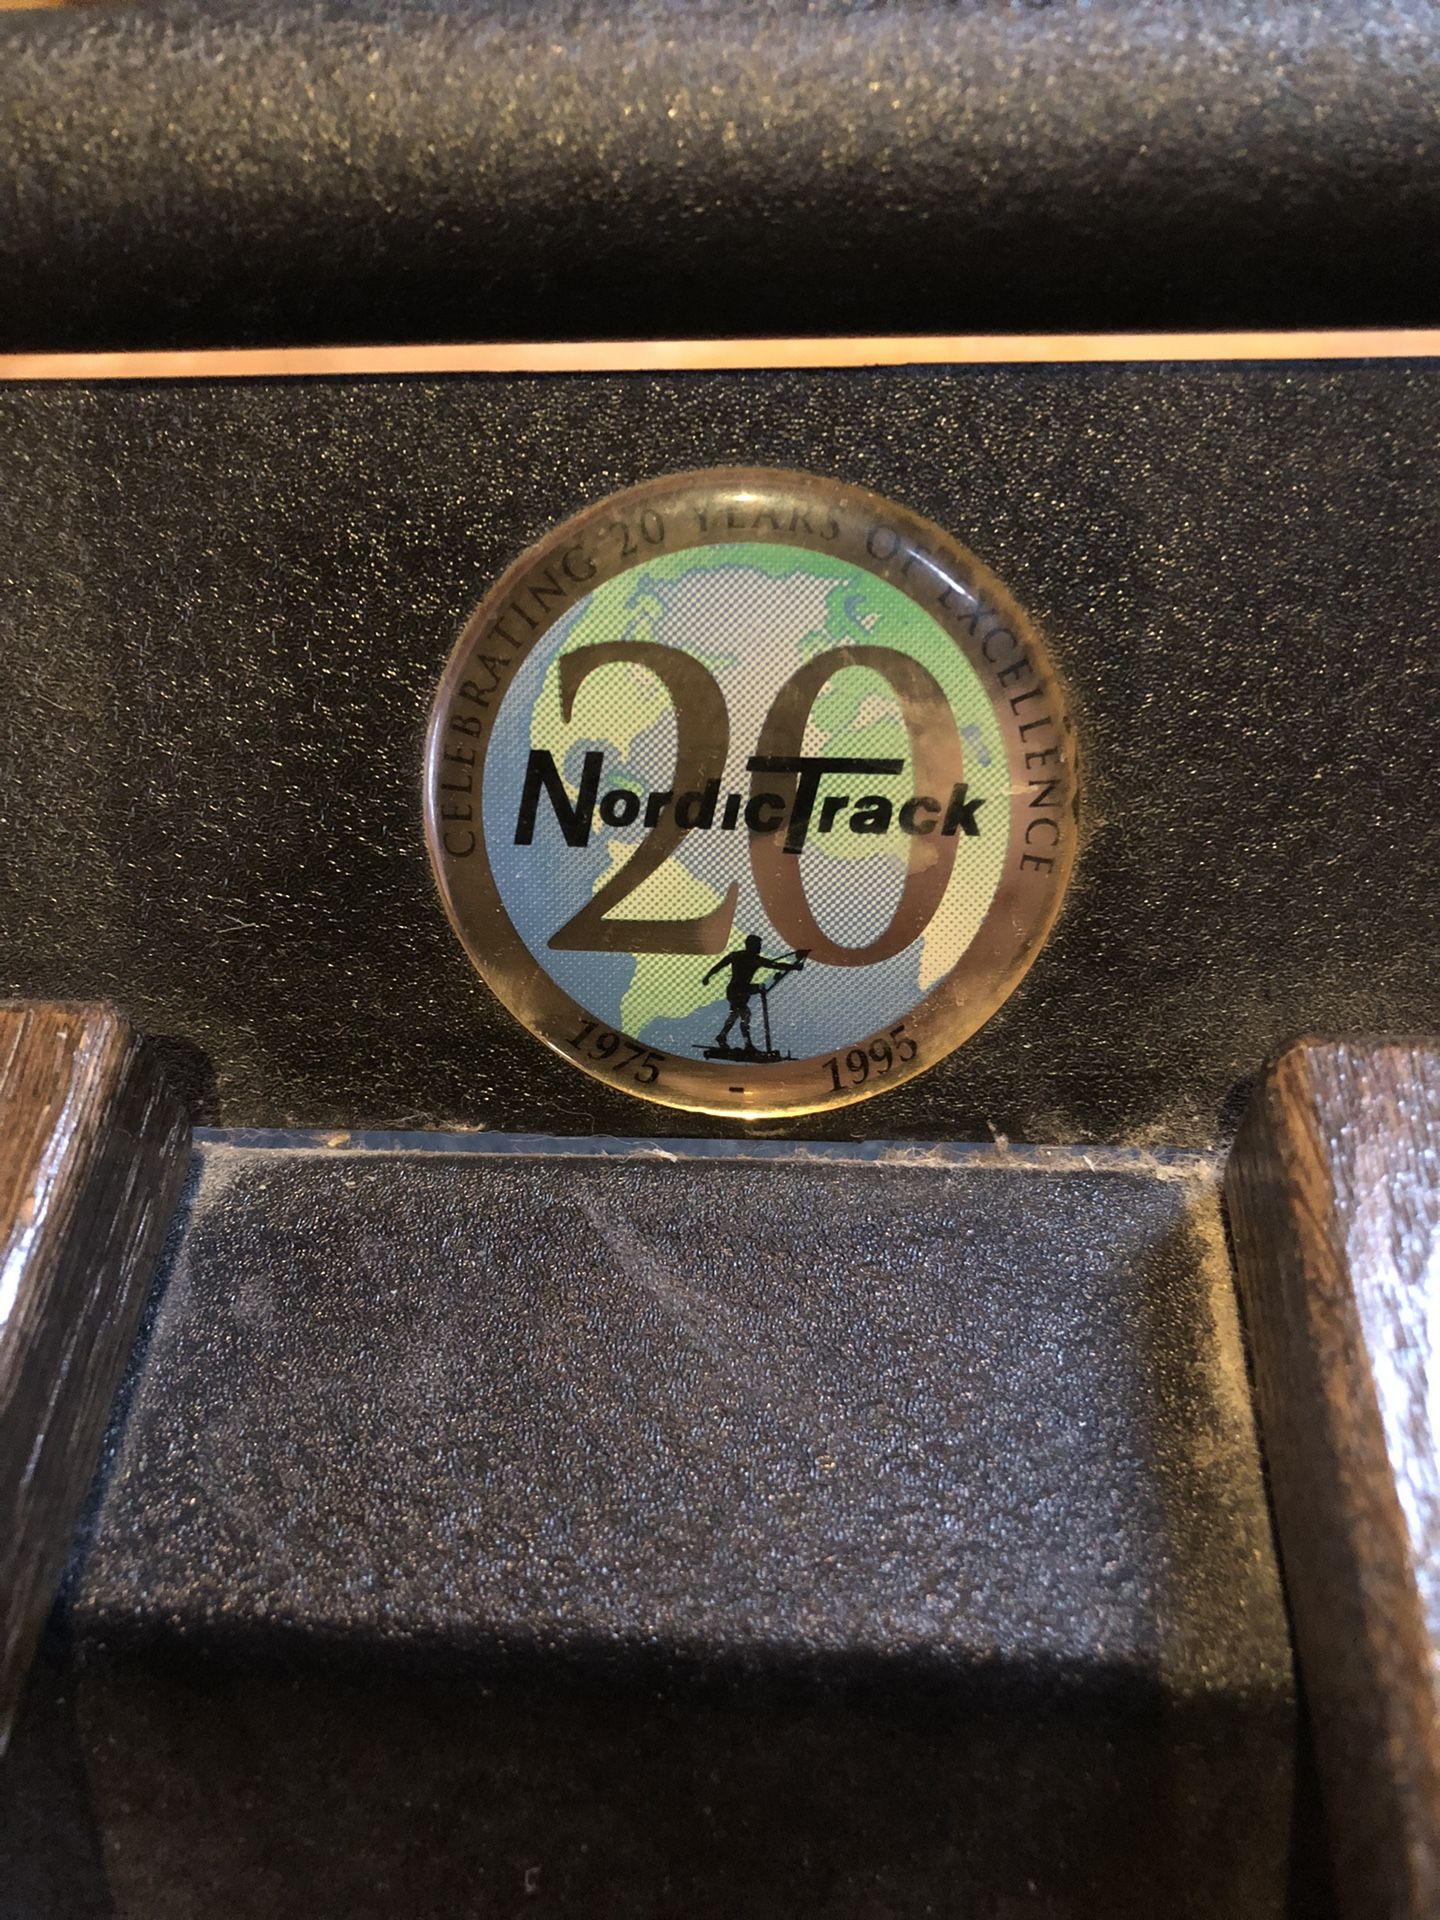 CELEBRATING 20 YEARS OF EXCELLENCE
20
NordicTrack
1975 - 1995